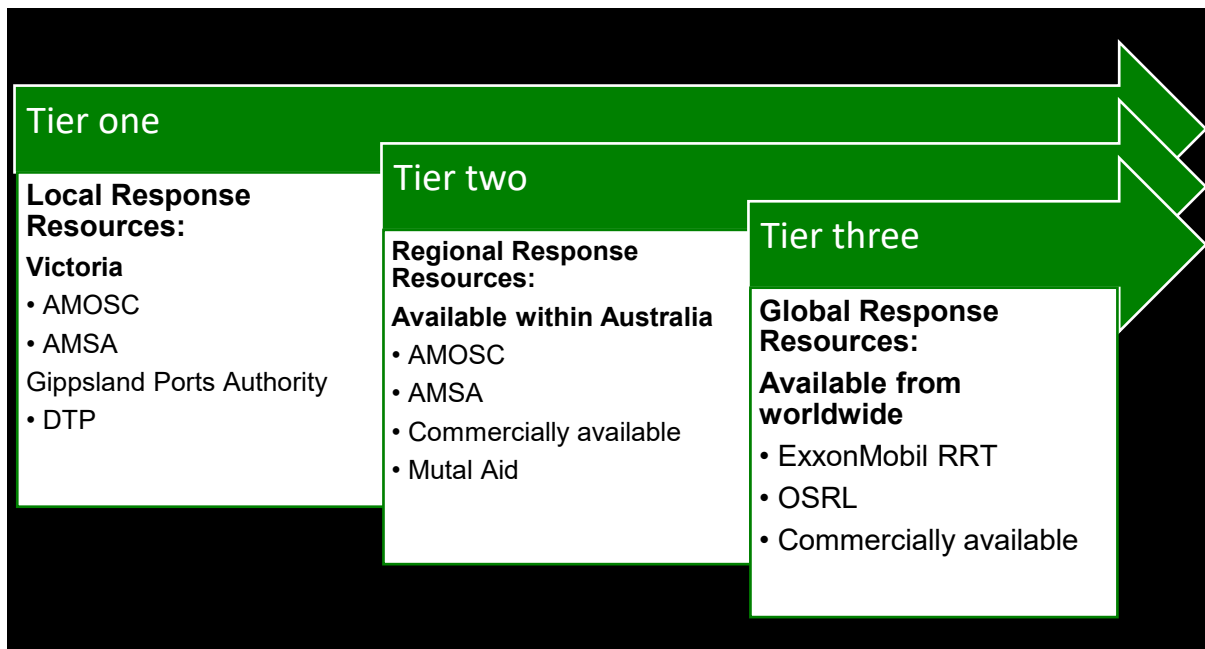 Tier one
Local Response
Resources:
Victoria
• AMOSC
• AMSA
Gippsland Ports Authority
• DTP
Tier two
Regional Response
Resources:
Available within Australia
• AMOSC
• AMSA
• Commercially available
• Mutal Aid
Tier three
Global Response
Resources:
Available from
worldwide
• ExxonMobil RRT
• OSRL
• Commercially available